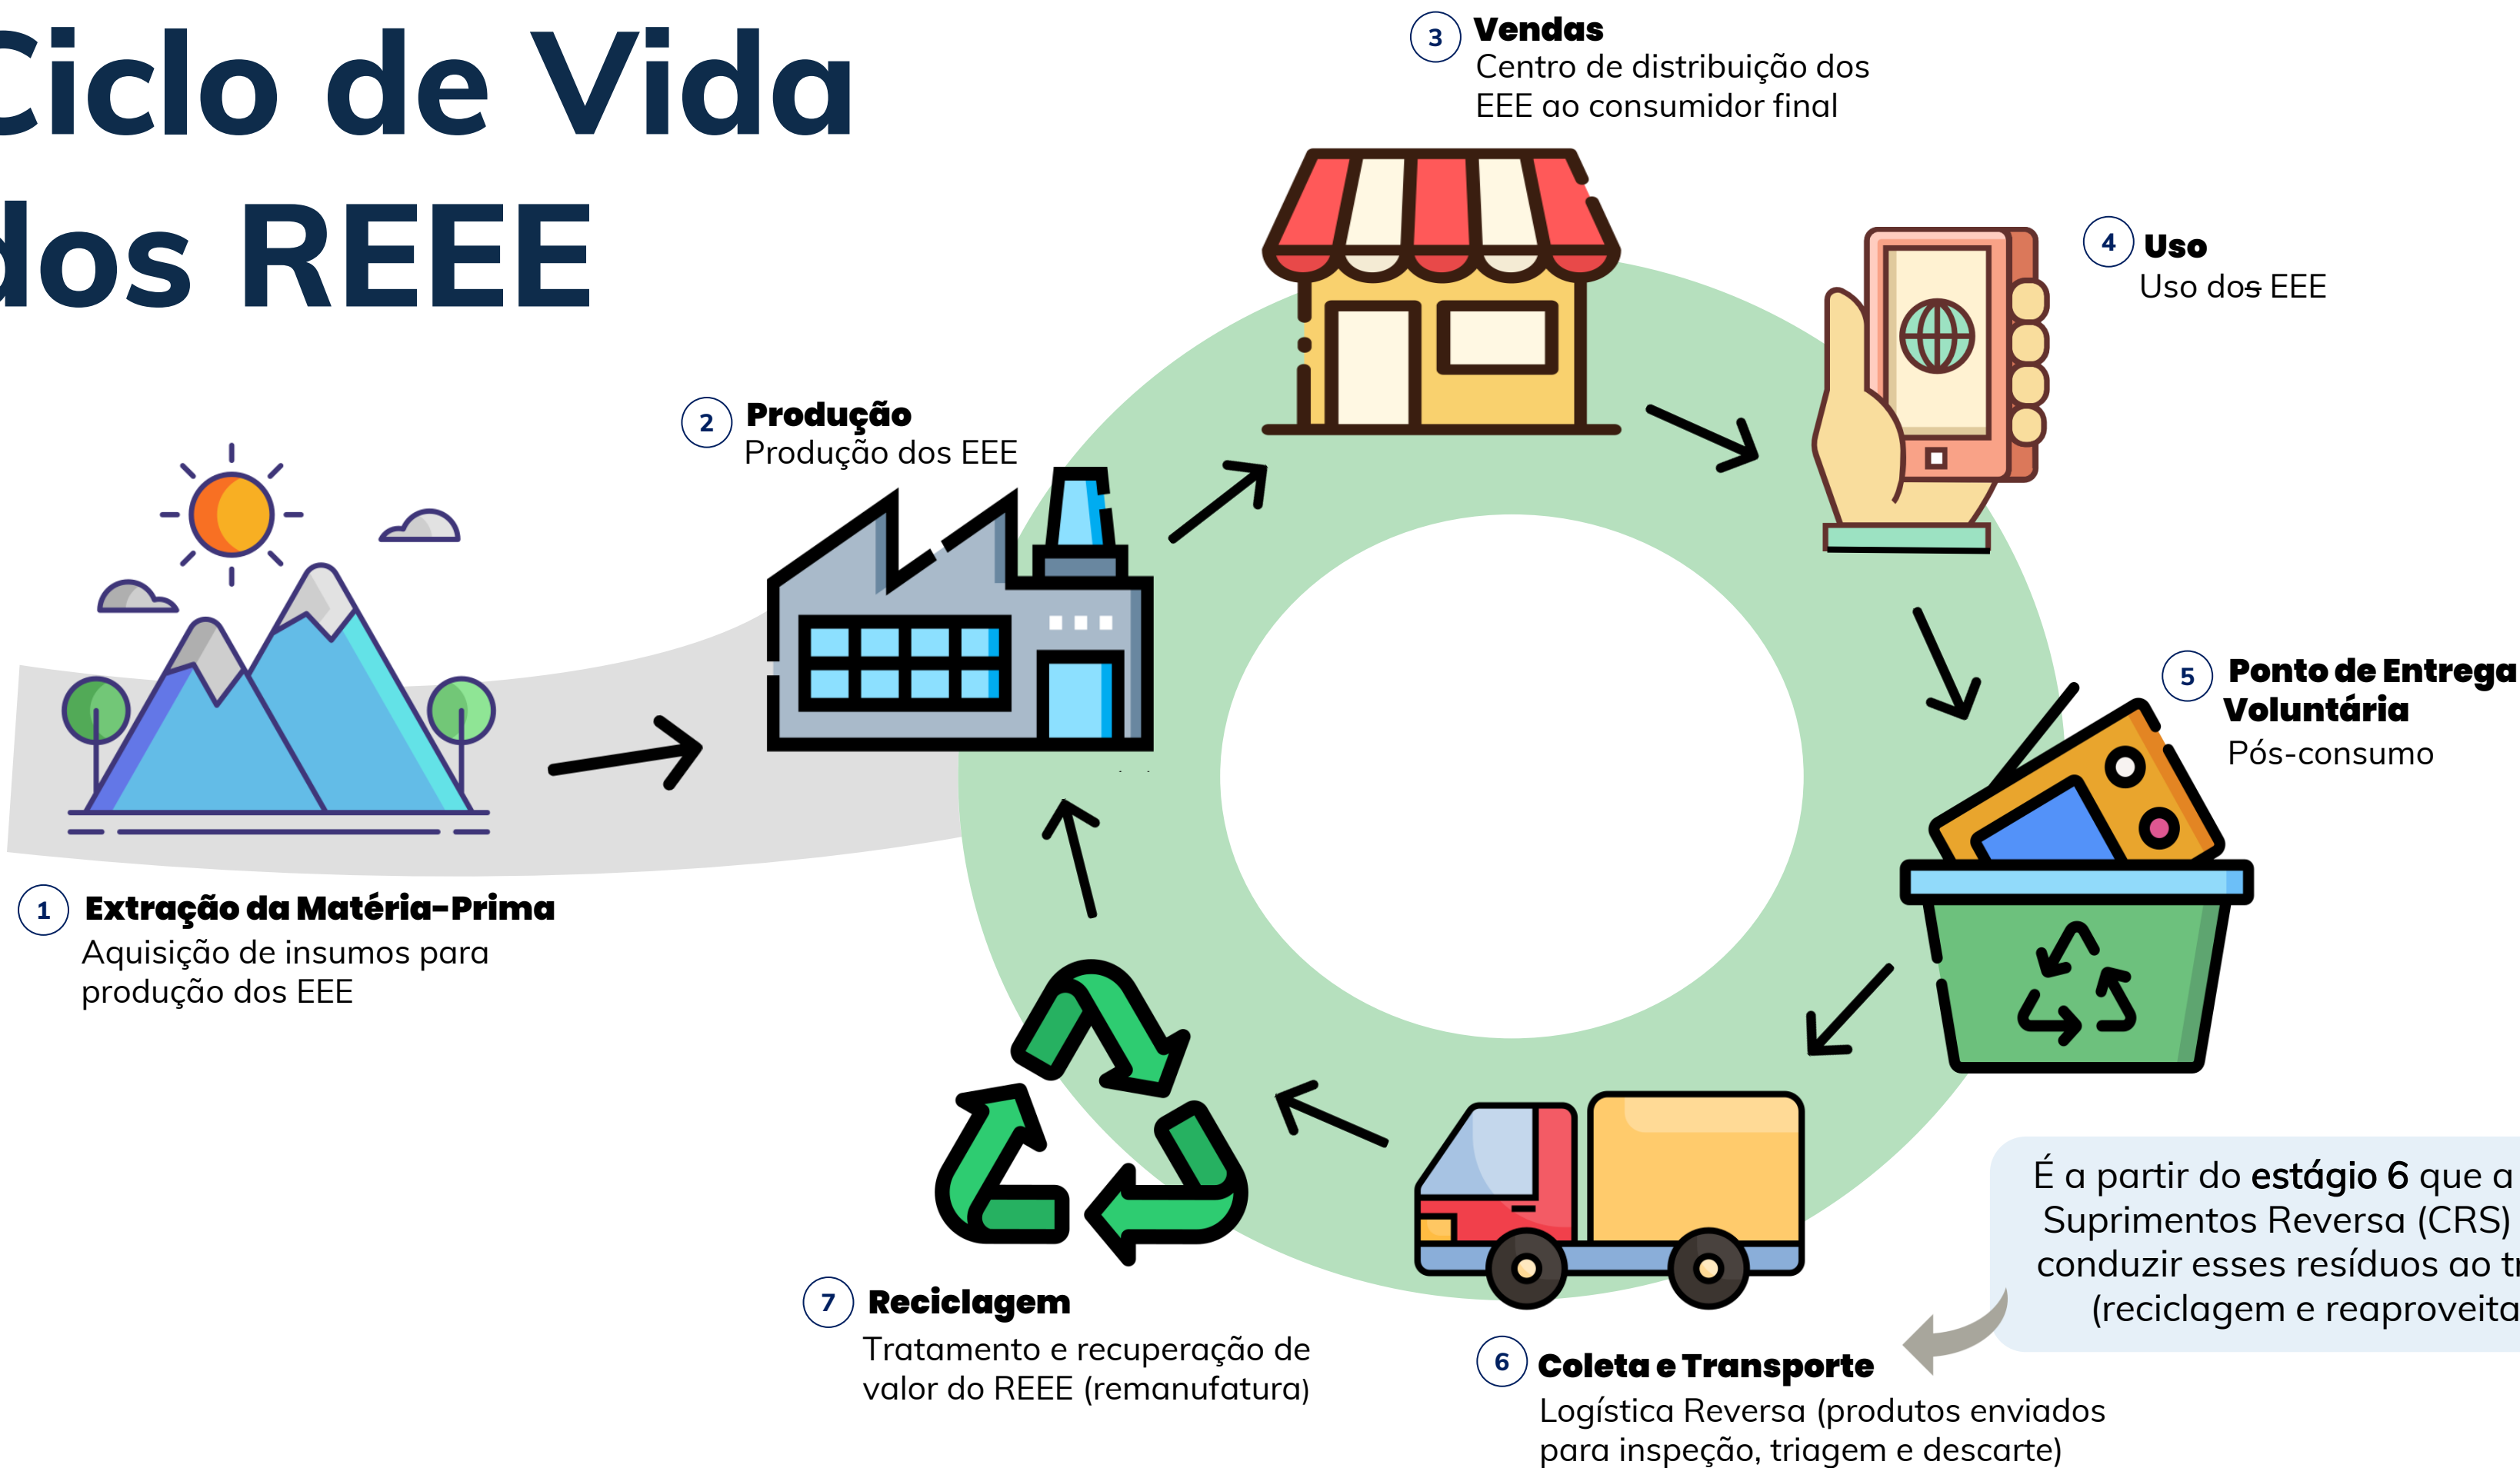 Ciclo de Vida
dos REEE
3
Vendas
Centro de distribuição dos
EEE ao consumidor final
4
Uso
Uso dos EEE
2
Produção
Produção dos EEE
5
Ponto de Entrega
Voluntária
Pós-consumo
1
Extração da Matéria-Prima
Aquisição de insumos para
produção dos EEE
É a partir do estágio 6 que a
Suprimentos Reversa (CRS)
conduzir esses resíduos ao
(reciclagem e
7
Reciclagem
Tratamento e recuperação de
valor do REEE (remanufatura)
6
Coleta e Transporte
Logística Reversa (produtos enviados
para inspeção, triagem e descarte)